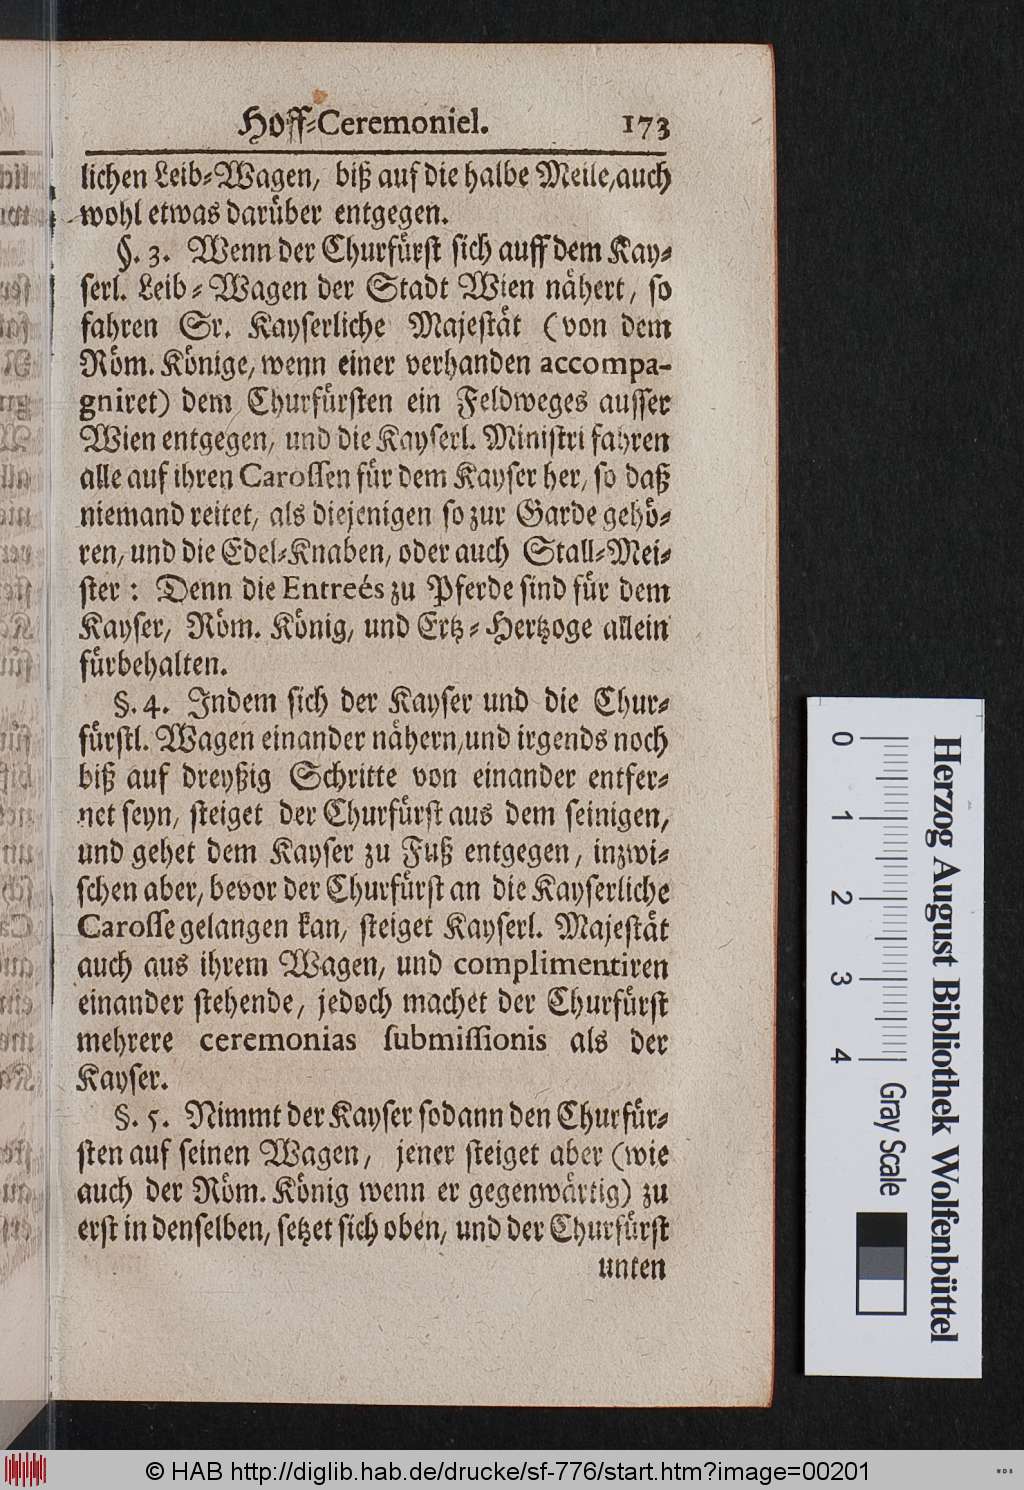 Hoff-Ceremoniel. 173
lichen Leib-Wagen, biß auf die halbe Meile, auch
wohl etwas darüber entgegen.
§. 3. Wenn der Churfürst sich auff dem Kay-
serl. Leib-Wagen der Stadt Wien nähert, so
fahren Sr. Kayserliche Majestät (von dem
Röm. Könige, wenn einer verhanden accompa-
gniret) dem Churfürsten ein Feldweges ausser
Wien entgegen, und die Kayserl. Ministri fahren
alle auf ihren Carossen für dem Kayser her, so daß
niemand reitet, als diejenigen so zur Garde gehö-
ren, und die Edel-Knaben, oder auch Stall-Mei-
ster: Denn die Entreés zu Pferde sind für dem
Kayser, Röm. König, und Ertz-Hertzoge allein
fürbehalten.
§. 4. Indem sich der Kayser und die Chur-
fürstl. Wagen einander nähern, und irgends noch
biß auf dreyßig Schritte von einander entfer-
net seyn, steiget der Churfürst aus dem seinigen,
und gehet dem Kayser zu Fuß entgegen, inzwi-
schen aber, bevor der Churfürst an die Kayserliche
Carosse gelangen kan, steiget Kayserl. Majestät
auch aus ihrem Wagen, und complimentiren
einander stehende, jedoch machet der Churfürst
mehrere ceremonias submissionis als der
Kayser.
§. 5. Nimmt der Kayser sodann den Churfür-
sten auf seinen Wagen, jener steiget aber (wie
auch der Röm. König wenn er gegenwärtig) zu
erst in denselben, setzet sich oben, und der Churfürst
unten
0 1 2 3 4
Gray Scale
Herzog August Bibliothek Wolfenbüttel
© HAB http://diglib.hab.de/drucke/sf-776/start.htm?image=00201